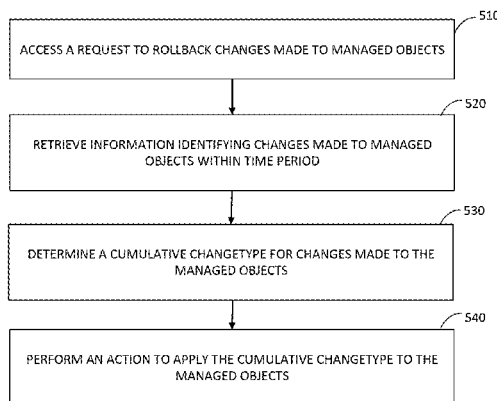 510
ACCESS A REQUEST TO ROLLBACK CHANGES MADE TO MANAGED OBJECTS
520
RETRIEVE INFORMATION IDENTIFYING CHANGES MADE TO MANAGED
OBJECTS WITHIN TIME PERIOD
530
DETERMINE A CUMULATIVE CHANGETYPE FOR CHANGES MADE TO THE
MANAGED OBJECTS
540
PERFORM AN ACTION TO APPLY THE CUMULATIVE CHANGETYPE TO THE
MANAGED OBJECTS